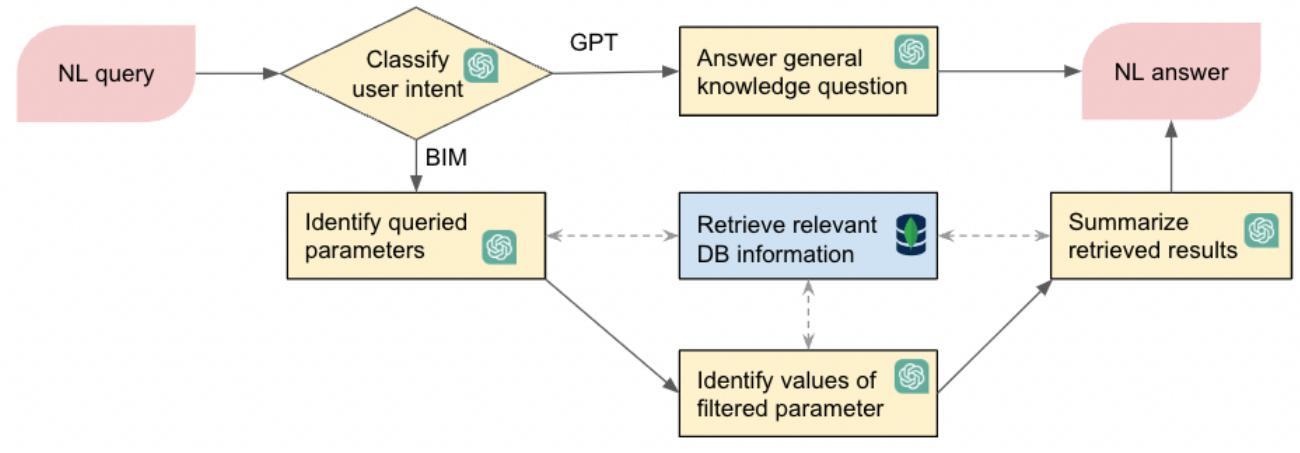 NL query
Classify
user intent
GPT
Answer general
knowledge question
NL answer
BIM
Identify queried
parameters
Retrieve relevant
DB information
Summarize
retrieved results
Identify values of
filtered parameter